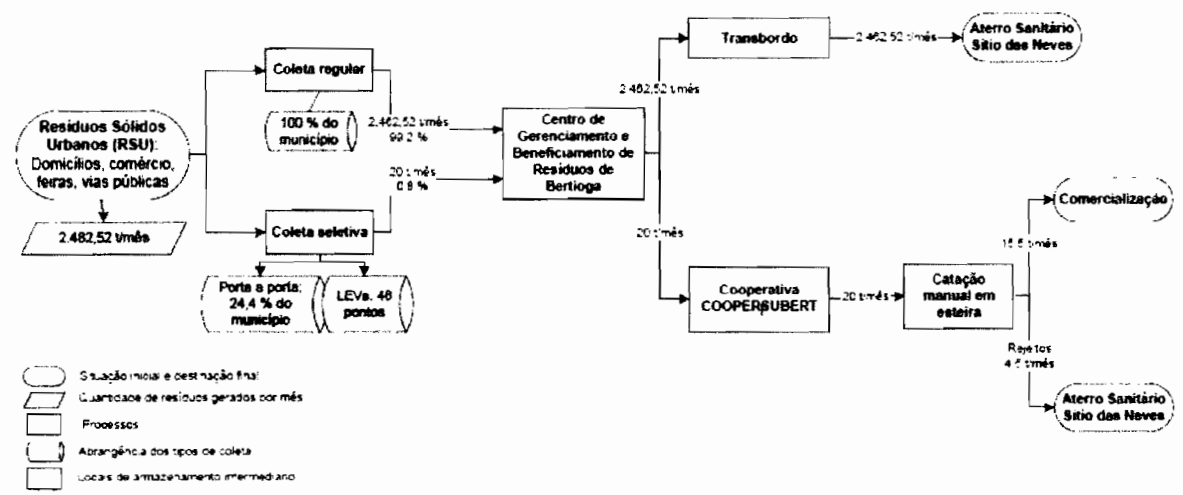 Resíduos Sólidos
Urbanos (RSU):
Domicílios, comércio,
feiras, vias públicas
2.482,52 t/mês
Coleta regular
100 % do
município
2.462,52 t/mês
99,2 %
20 t/mês
0,8 %
Coleta seletiva
Porta a porta;
24,4 % do
município
LEVs. 46
pontos
Centro de
Gerenciamento e
Beneficiamento de
Resíduos de
Bertioga
Transbordo
2.462,52 t/mês
Aterro Sanitário
Sítio das Neves
2.462,52 t/mês
20 t/mês
Cooperativa
COOPERSUBERT
20 t/mês
Catação
manual em
esteira
Comercialização
15,5 t/mês
Rejeitos
4,5 t/mês
Aterro Sanitário
Sítio das Neves
Situação inicial e destinação final
Quantidade de resíduos gerados por mês
Processos
Abrangência dos tipos de coleta
Locais de armazenamento intermediário